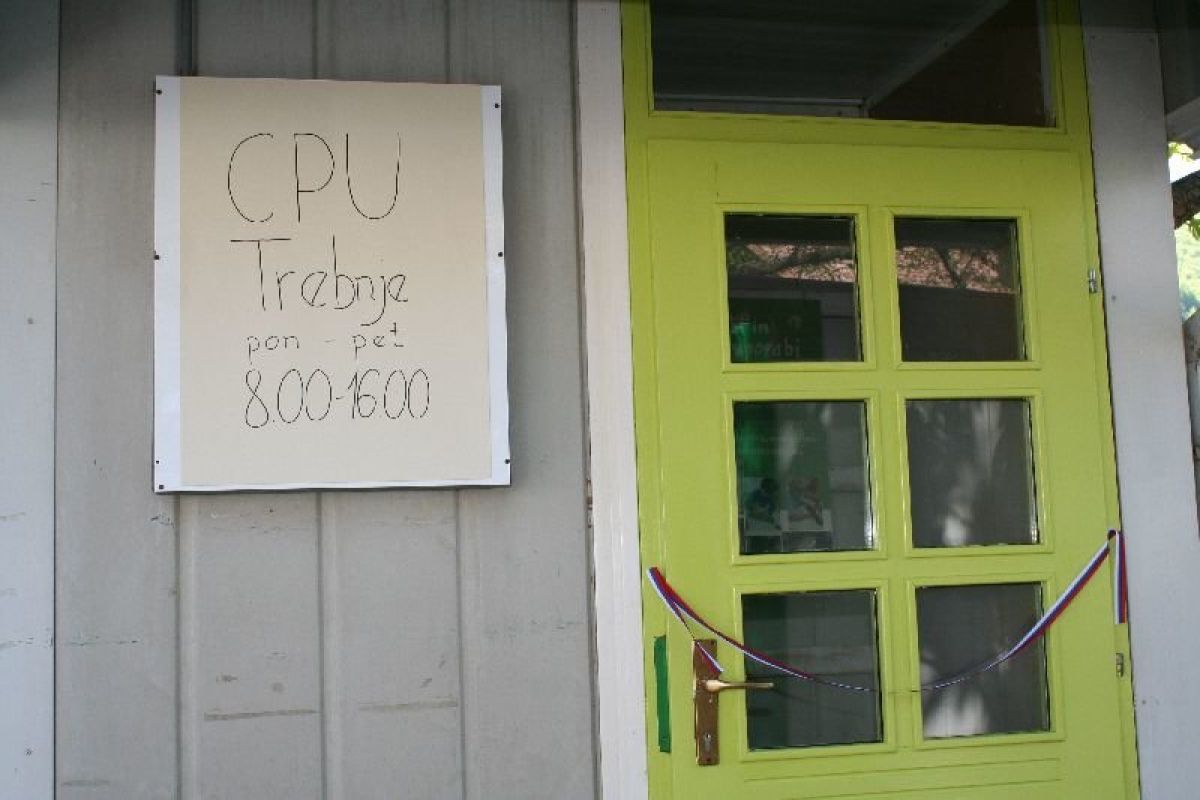 CPU
Trebnje
pon - pet
8.00-16.00